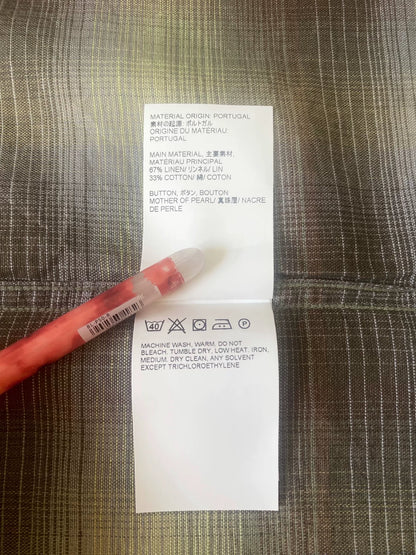 MATERIAL ORIGIN: PORTUGAL
素材の起源: ポルトガル
ORIGINE DU MATERIAU:
PORTUGAL
MAIN MATERIAL, 主要素材,
MATERIAU PRINCIPAL
67% LINEN/ リンネル/ LIN
33% COTTON/ 綿/ COTON
BUTTON, ボタン, BOUTON
MOTHER OF PEARL/ 真珠層/ NACRE
DE PERLE
40
P
MACHINE WASH, WARM. DO NOT
BLEACH. TUMBLE DRY, LOW HEAT. IRON,
MEDIUM. DRY CLEAN, ANY SOLVENT
EXCEPT TRICHLOROETHYLENE